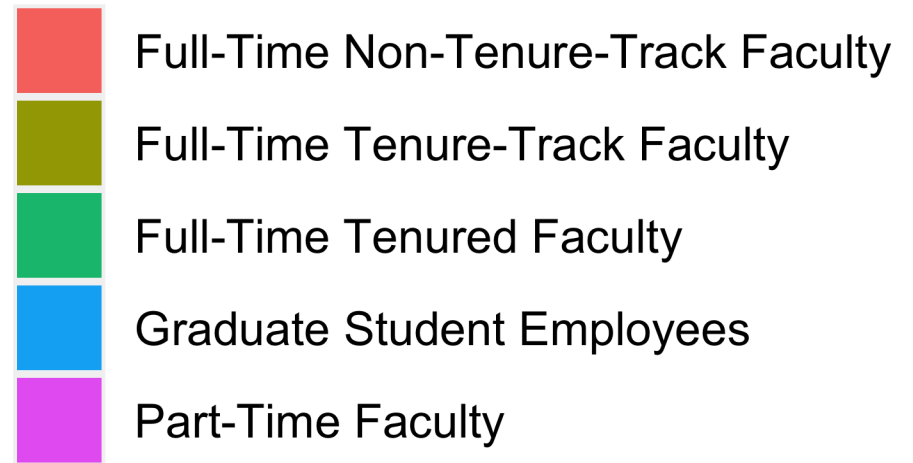 Full-Time Non-Tenure-Track Faculty
Full-Time Tenure-Track Faculty
Full-Time Tenured Faculty
Graduate Student Employees
Part-Time Faculty